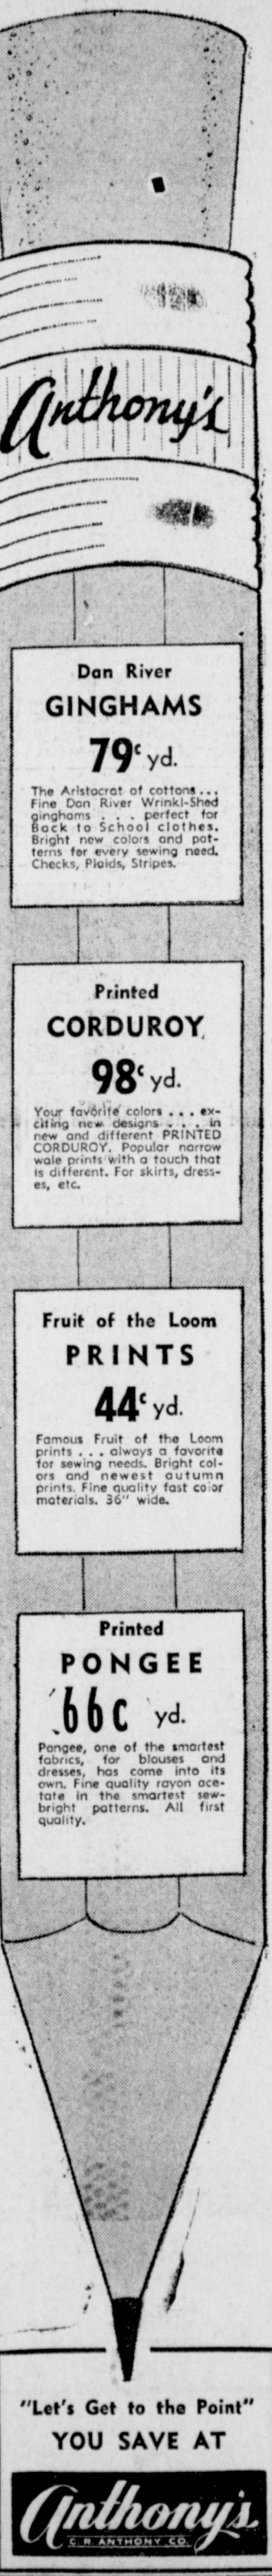 Anthony's
Dan River
GINGHAMS
79¢ yd.
The Aristocrat of cottons...
Fine Dan River Wrinkl-Shed
ginghams . . . perfect for
Back to School clothes.
Bright new colors and pat-
terns for every sewing need.
Checks, Plaids, Stripes.
Printed
CORDUROY
98¢ yd.
Your favorite colors . . . ex-
citing new designs . . . in
new and different PRINTED
CORDUROY. Popular narrow
wale prints with a touch that
is different. For skirts, dress-
es, etc.
Fruit of the Loom
PRINTS
44¢ yd.
Famous Fruit of the Loom
prints . . . always a favorite
for sewing needs. Bright col-
ors and newest autumn
prints. Fine quality fast color
materials. 36" wide.
Printed
PONGEE
66c yd.
Pongee, one of the smartest
fabrics, for blouses and
dresses, has come into its
own. Fine quality rayon ace-
tate in the smartest sew-
bright patterns. All first
quality.
"Let's Get to the Point"
YOU SAVE AT
Anthony's
C. R. ANTHONY CO.